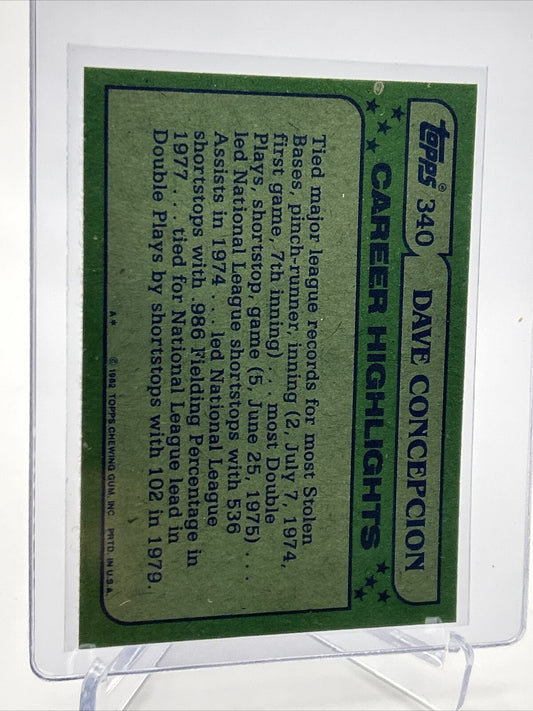 topps® 340 DAVE CONCEPCION
CAREER HIGHLIGHTS
Tied major league records for most Stolen
Bases, pinch-runner, inning (2, July 7, 1974,
first game, 7th inning) . . . most Double
Plays, shortstop, game (5, June 25, 1975) . . .
led National League shortstops with 536
Assists in 1974 . . . led National League
shortstops with .986 Fielding Percentage in
1977 . . . tied for National League lead in
Double Plays by shortstops with 102 in 1979.
A* © 1982 TOPPS CHEWING GUM, INC. PRTD. IN U.S.A.